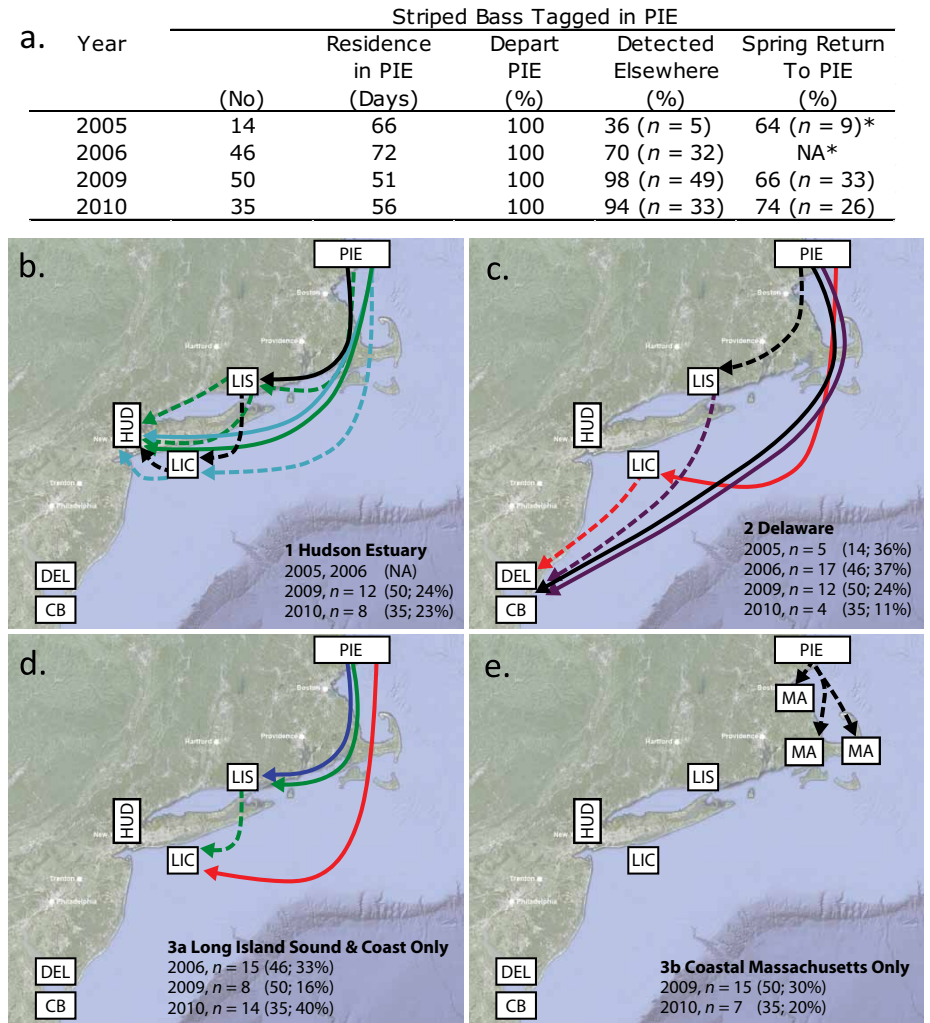 a.
Striped Bass Tagged in PIE
Year
Residence Depart Detected Spring Return
in PIE PIE Elsewhere To PIE
(No) (Days) (%) (%) (%)
2005 14 66 100 36 (n = 5) 64 (n = 9)*
2006 46 72 100 70 (n = 32) NA*
2009 50 51 100 98 (n = 49) 66 (n = 33)
2010 35 56 100 94 (n = 33) 74 (n = 26)
b.
PIE
Boston
Hartford
Providence
LIS
HUD
LIC
Trenton
Philadelphia
DEL
CB
1 Hudson Estuary
2005, 2006 (NA)
2009, n = 12 (50; 24%)
2010, n = 8 (35; 23%)
c.
PIE
Boston
Hartford
Providence
LIS
HUD
LIC
Trenton
Philadelphia
DEL
CB
2 Delaware
2005, n = 5 (14; 36%)
2006, n = 17 (46; 37%)
2009, n = 12 (50; 24%)
2010, n = 4 (35; 11%)
d.
PIE
Boston
Hartford
Providence
LIS
HUD
LIC
Trenton
Philadelphia
DEL
CB
3a Long Island Sound & Coast Only
2006, n = 15 (46; 33%)
2009, n = 8 (50; 16%)
2010, n = 14 (35; 40%)
e.
PIE
Boston
MA
MA
MA
Hartford
Providence
LIS
HUD
LIC
Trenton
Philadelphia
DEL
CB
3b Coastal Massachusetts Only
2009, n = 15 (50; 30%)
2010, n = 7 (35; 20%)